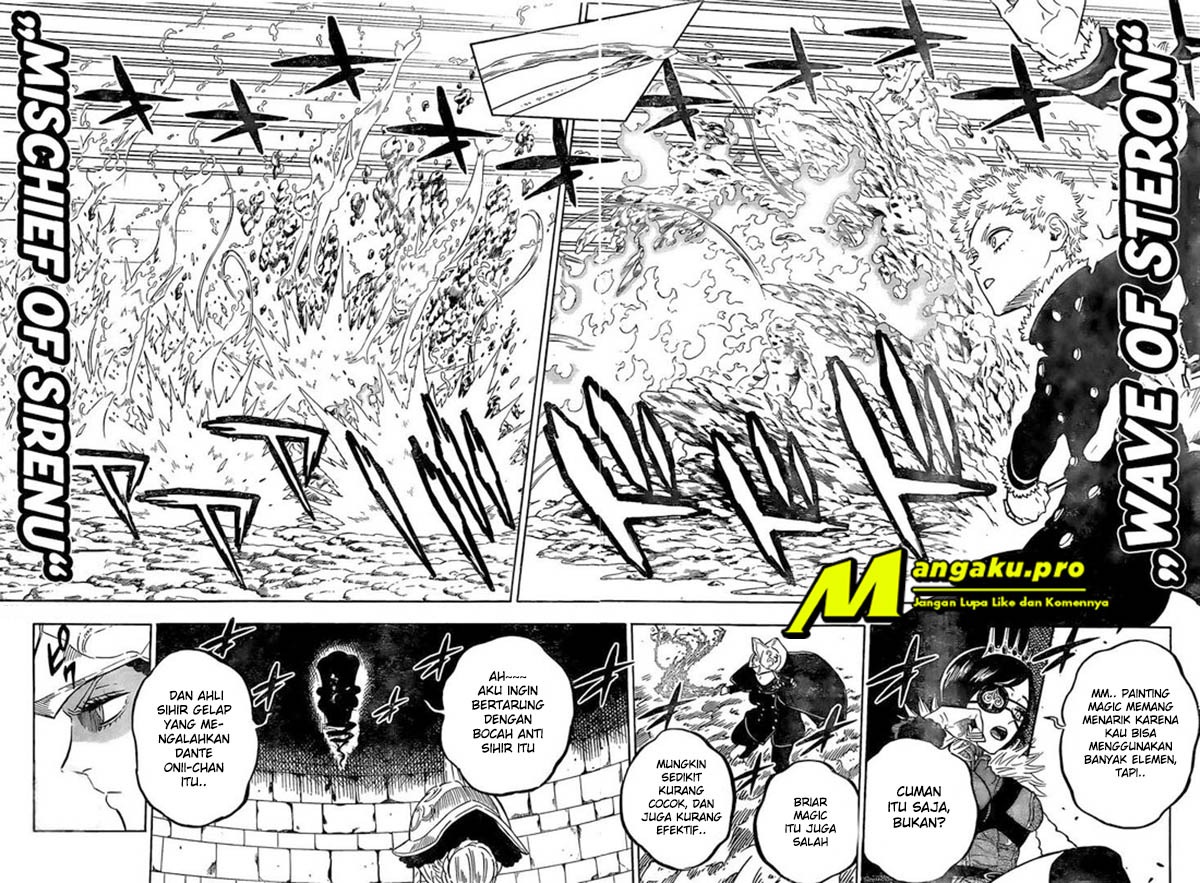 "WAVE OF STERON"
"MISCHIEF OF SIRENU"
ドドド
Mangaku.pro
Jangan Lupa Like dan Komennya
MM.. PAINTING
MAGIC MEMANG
MENARIK KARENA
KAU BISA
MENGGUNAKAN
BANYAK ELEMEN,
TAPI..
CUMAN
ITU SAJA,
BUKAN?
BRIAR
MAGIC
ITU JUGA
SALAH
MUNGKIN
SEDIKIT
KURANG
COCOK, DAN
JUGA KURANG
EFEKTIF..
AH~~~
AKU INGIN
BERTARUNG
DENGAN
BOCAH ANTI
SIHIR ITU
DAN AHLI
SIHIR GELAP
YANG ME-
NGALAHKAN
DANTE
ONII-CHAN
ITU..